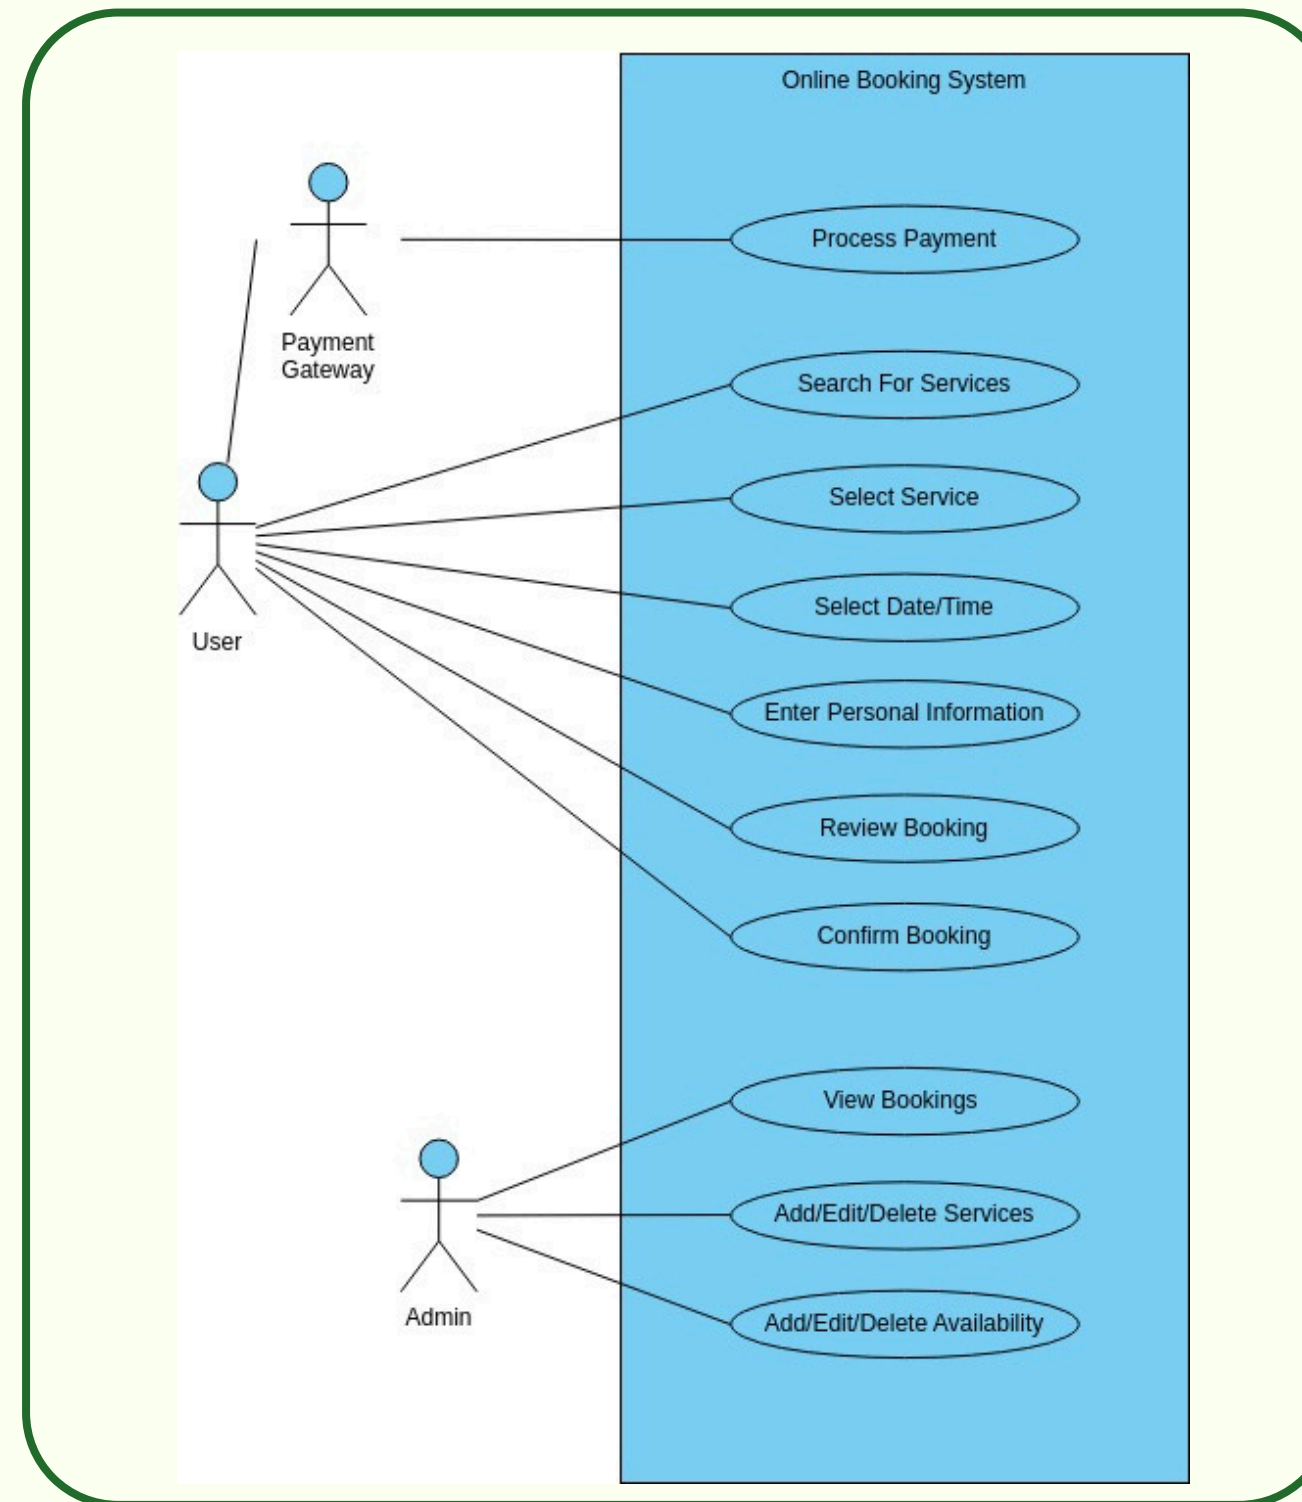 Online Booking System
Process Payment
Payment
Gateway
Search For Services
Select Service
Select Date/Time
User
Enter Personal Information
Review Booking
Confirm Booking
View Bookings
Add/Edit/Delete Services
Admin
Add/Edit/Delete Availability